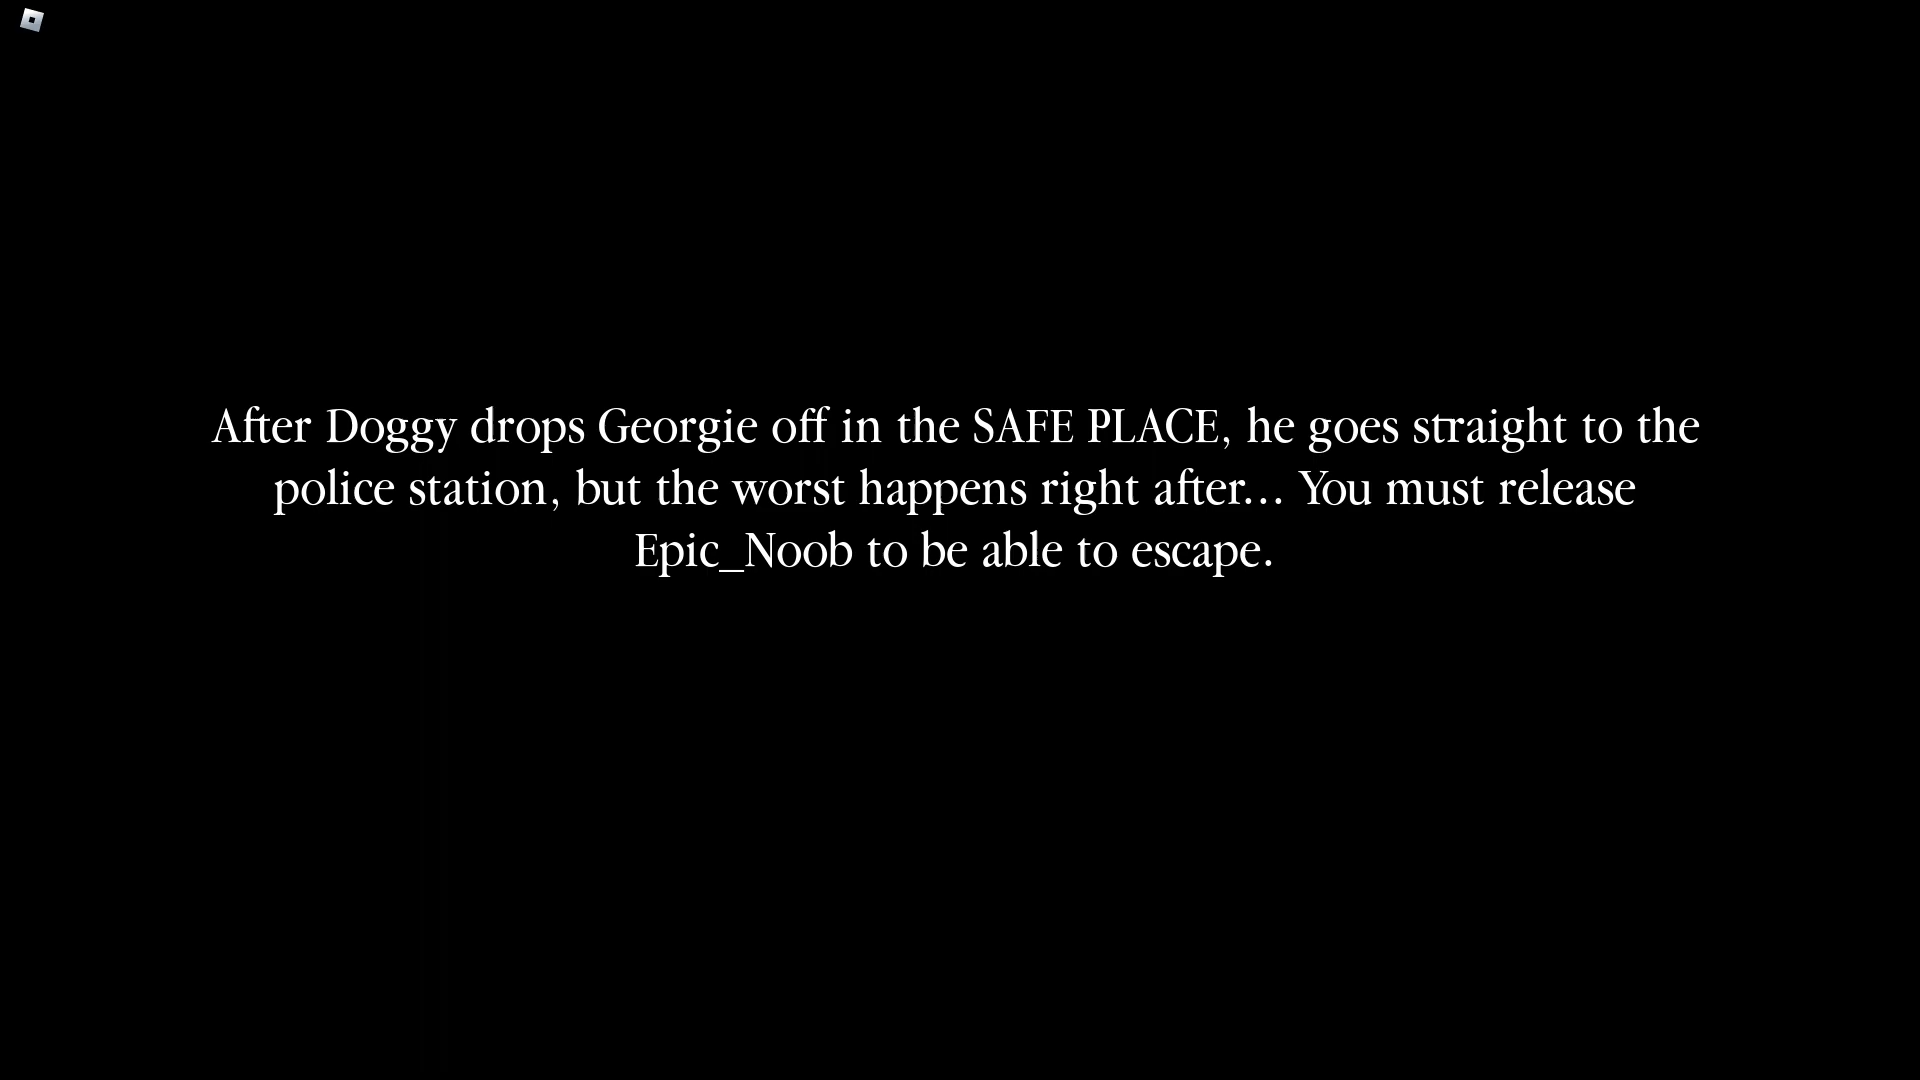 After Doggy drops Georgie off in the SAFE PLACE, he goes straight to the
police station, but the worst happens right after... You must release
Epic_Noob to be able to escape.